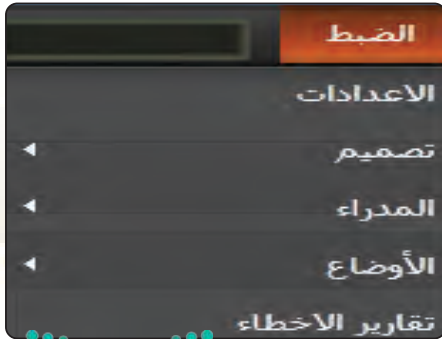 الضبط
الاعدادات
تصميم
المدراء
الأوضاع
تقارير الاخطاء